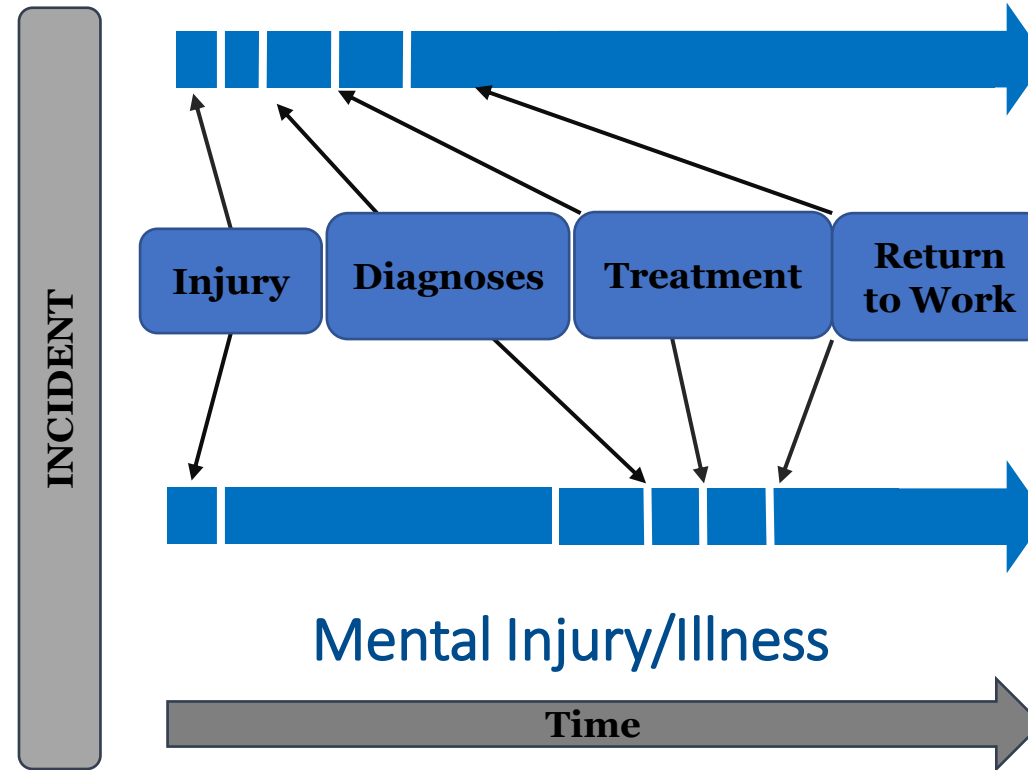 INCIDENT
Injury
Diagnoses
Treatment
Return
to Work
Mental Injury/Illness
Time